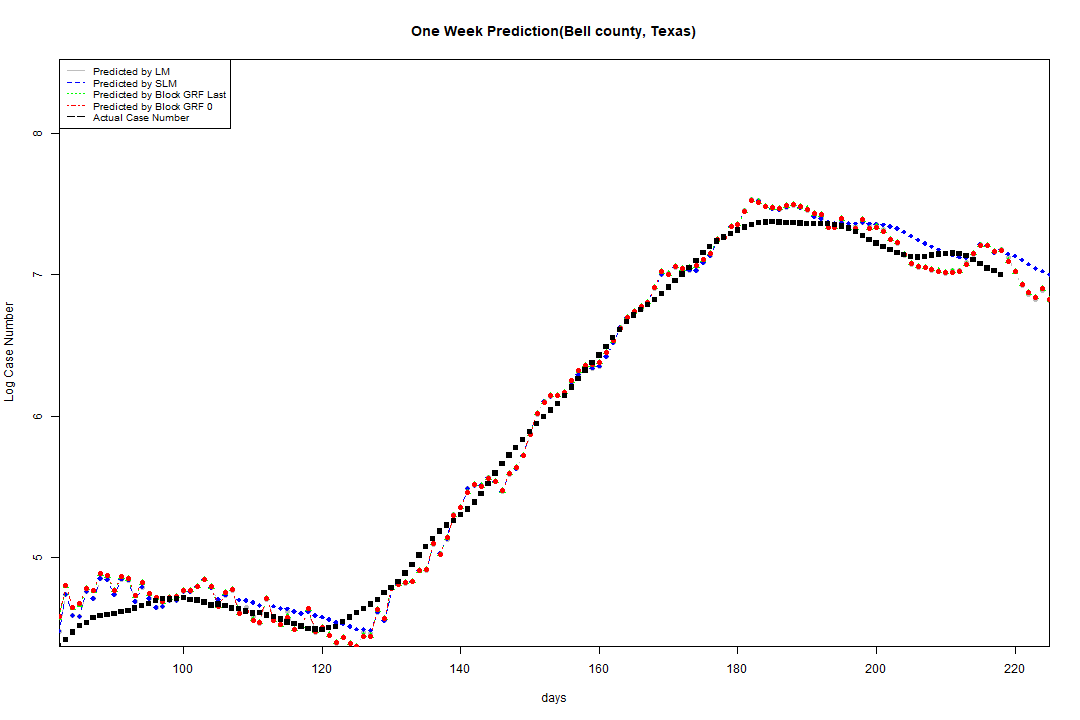 One Week Prediction(Bell county, Texas)
Predicted by LM
Predicted by SLM
Predicted by Block GRF Last
Predicted by Block GRF 0
Actual Case Number
8
7
6
5
Log Case Number
100 120 140 160 180 200 220
days